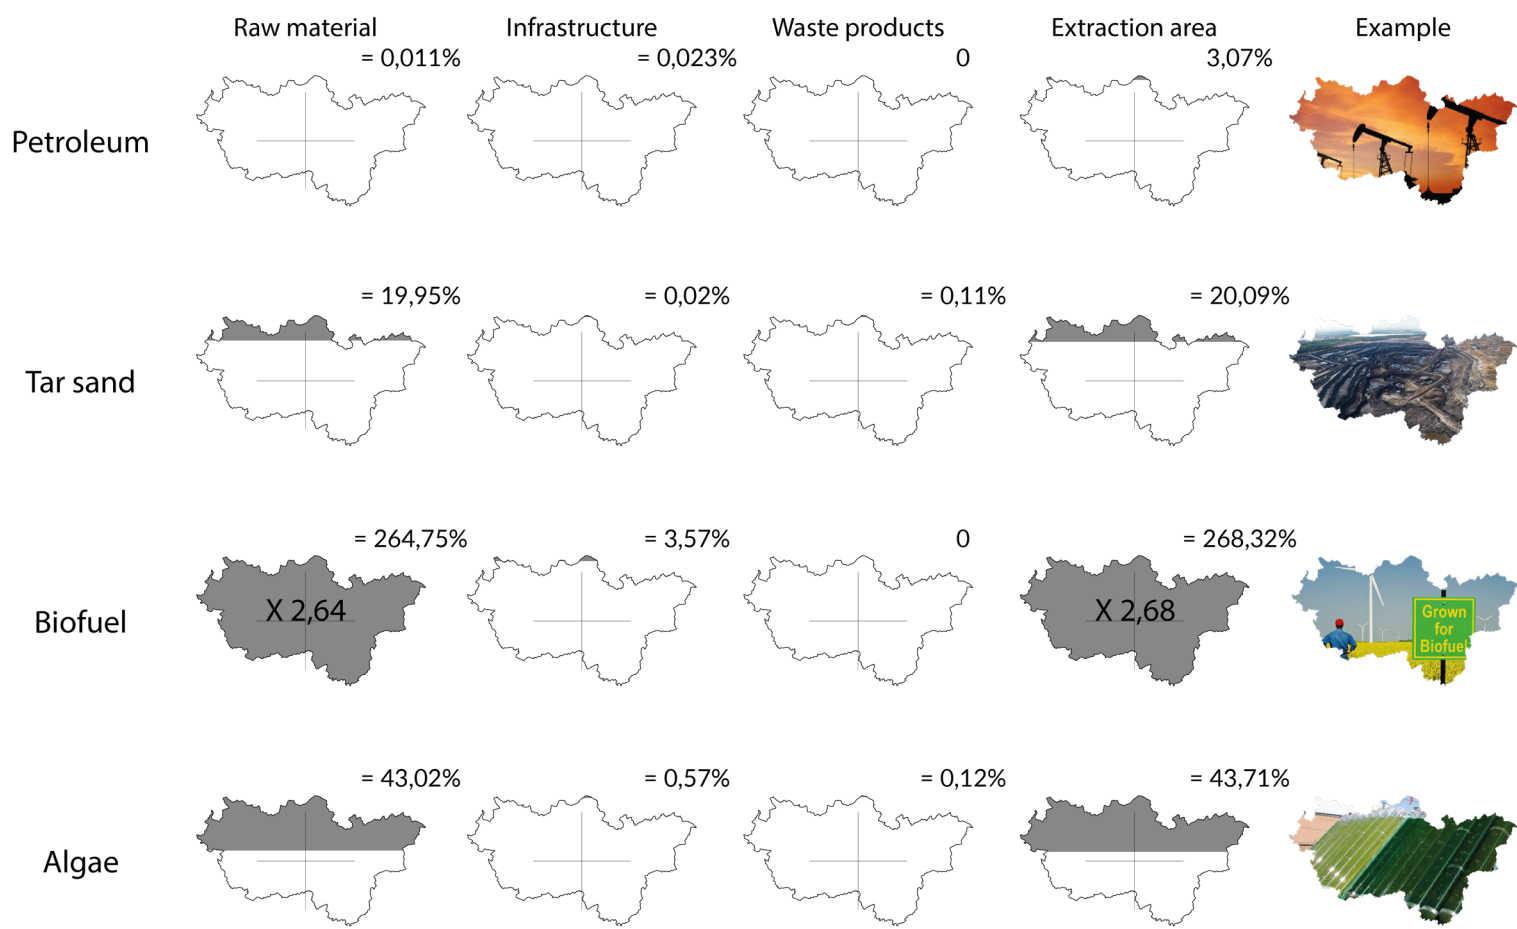 Raw material Infrastructure Waste products Extraction area Example
= 0,011% = 0,023% 0 3,07%
Petroleum
= 19,95% = 0,02% = 0,11% = 20,09%
Tar sand
= 264,75% = 3,57% 0 = 268,32%
Biofuel
X 2,64 X 2,68
Grown
for
Biofuel
= 43,02% = 0,57% = 0,12% = 43,71%
Algae